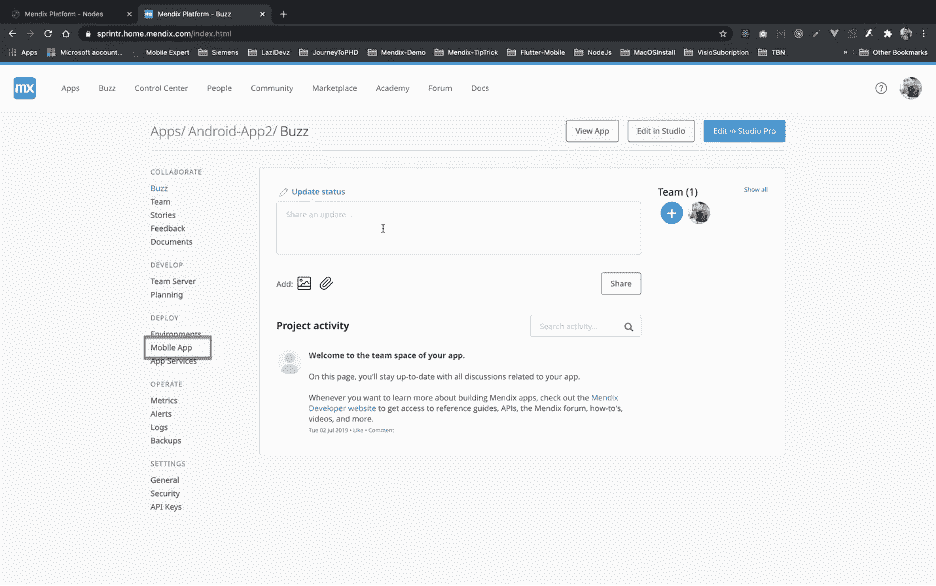 Mendix Platform - Nodes
Mendix Platform - Buzz
sprintr.home.mendix.com/index.html
Apps
Microsoft account...
Mobile Expert
Siemens
LaziDevz
JourneyToPHD
Mendix-Demo
Mendix-TipTrick
Flutter-Mobile
NodeJs
MacOSInstall
VisioSubcription
TBN
»
Other Bookmarks
mx
Apps
Buzz
Control Center
People
Community
Marketplace
Academy
Forum
Docs
Apps/ Android-App2/ Buzz
View App
Edit in Studio
Edit in Studio Pro
COLLABORATE
Buzz
Team
Stories
Feedback
Documents
DEVELOP
Team Server
Planning
DEPLOY
Environments
Mobile App
App Services
OPERATE
Metrics
Alerts
Logs
Backups
SETTINGS
General
Security
API Keys
Update status
Share an update...
Add:
Share
Team (1)
Show all
Project activity
Search activity...
Welcome to the team space of your app.
On this page, you'll stay up-to-date with all discussions related to your app.
Whenever you want to learn more about building Mendix apps, check out the Mendix
Developer website to get access to reference guides, APIs, the Mendix forum, how-to's,
videos, and more.
Tue 02 Jul 2019 • Like • Comment